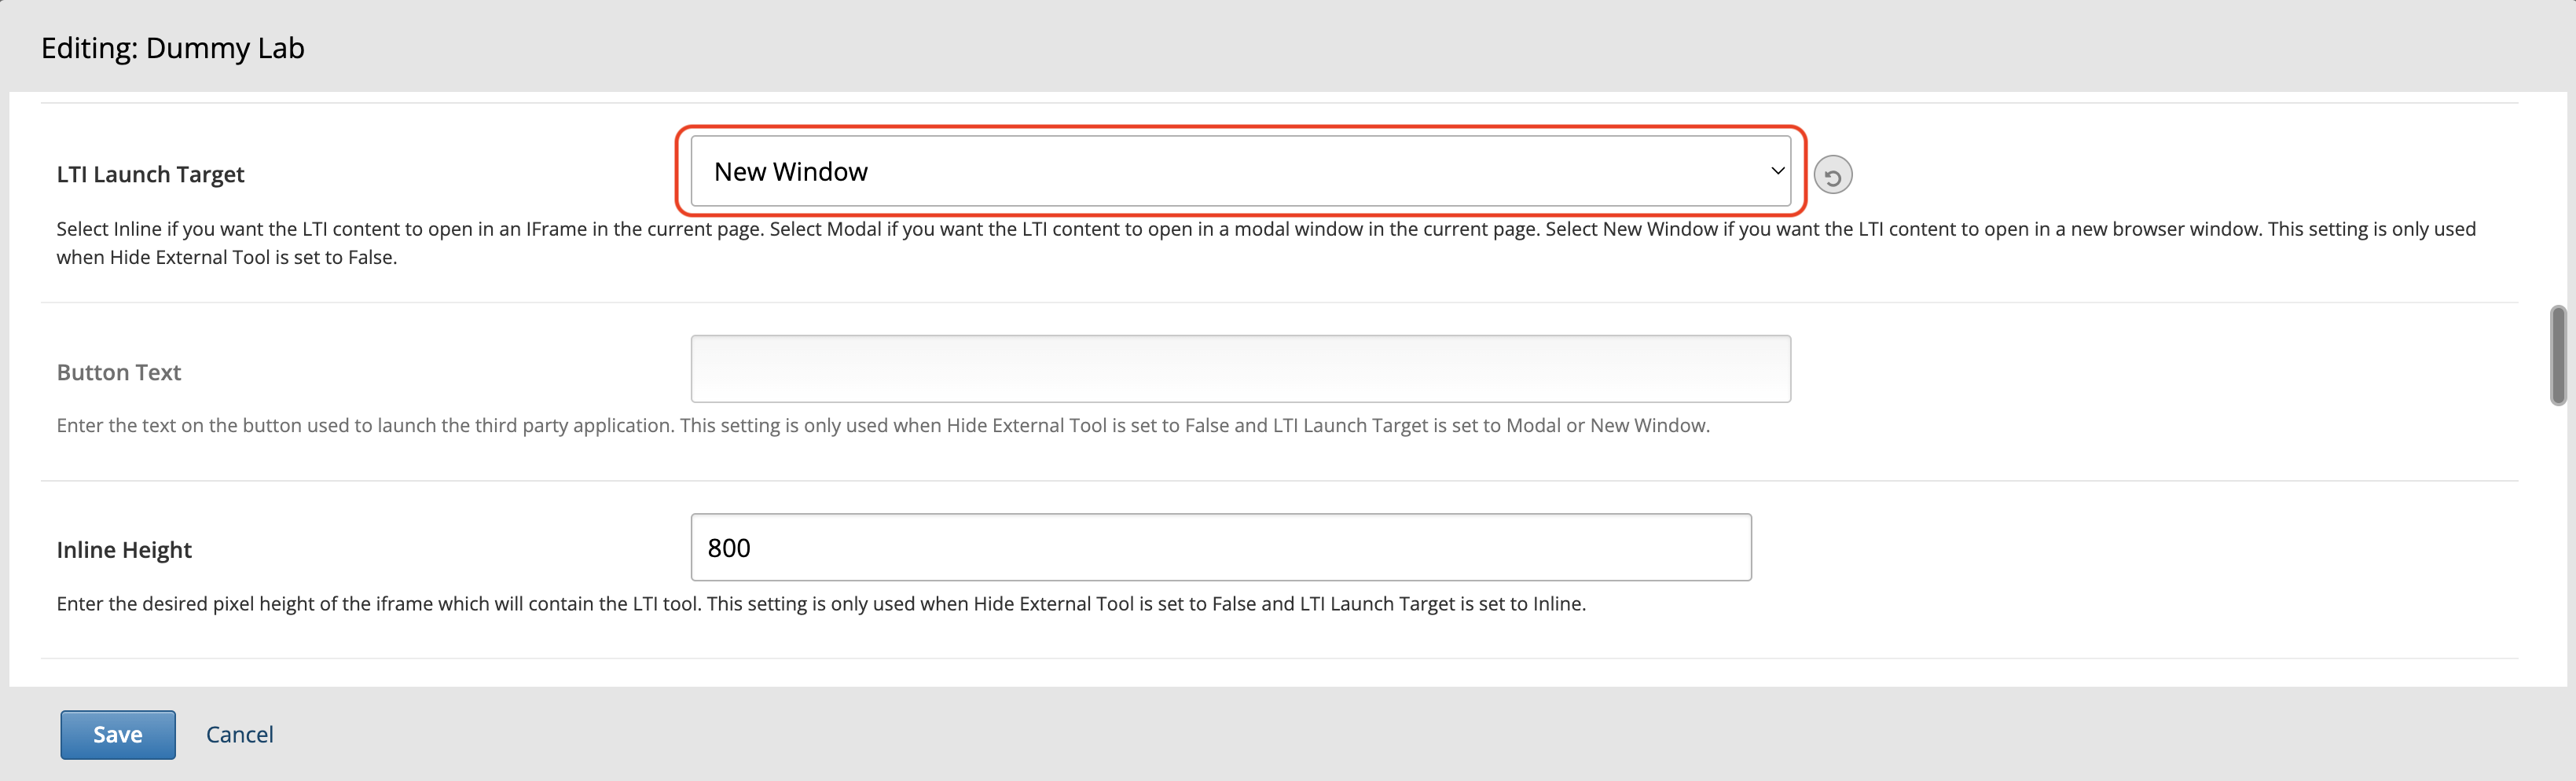 Editing: Dummy Lab
LTI Launch Target
New Window
Select Inline if you want the LTI content to open in an IFrame in the current page. Select Modal if you want the LTI content to open in a modal window in the current page. Select New Window if you want the LTI content to open in a new browser window. This setting is only used
when Hide External Tool is set to False.
Button Text
Enter the text on the button used to launch the third party application. This setting is only used when Hide External Tool is set to False and LTI Launch Target is set to Modal or New Window.
Inline Height
800
Enter the desired pixel height of the iframe which will contain the LTI tool. This setting is only used when Hide External Tool is set to False and LTI Launch Target is set to Inline.
Save
Cancel